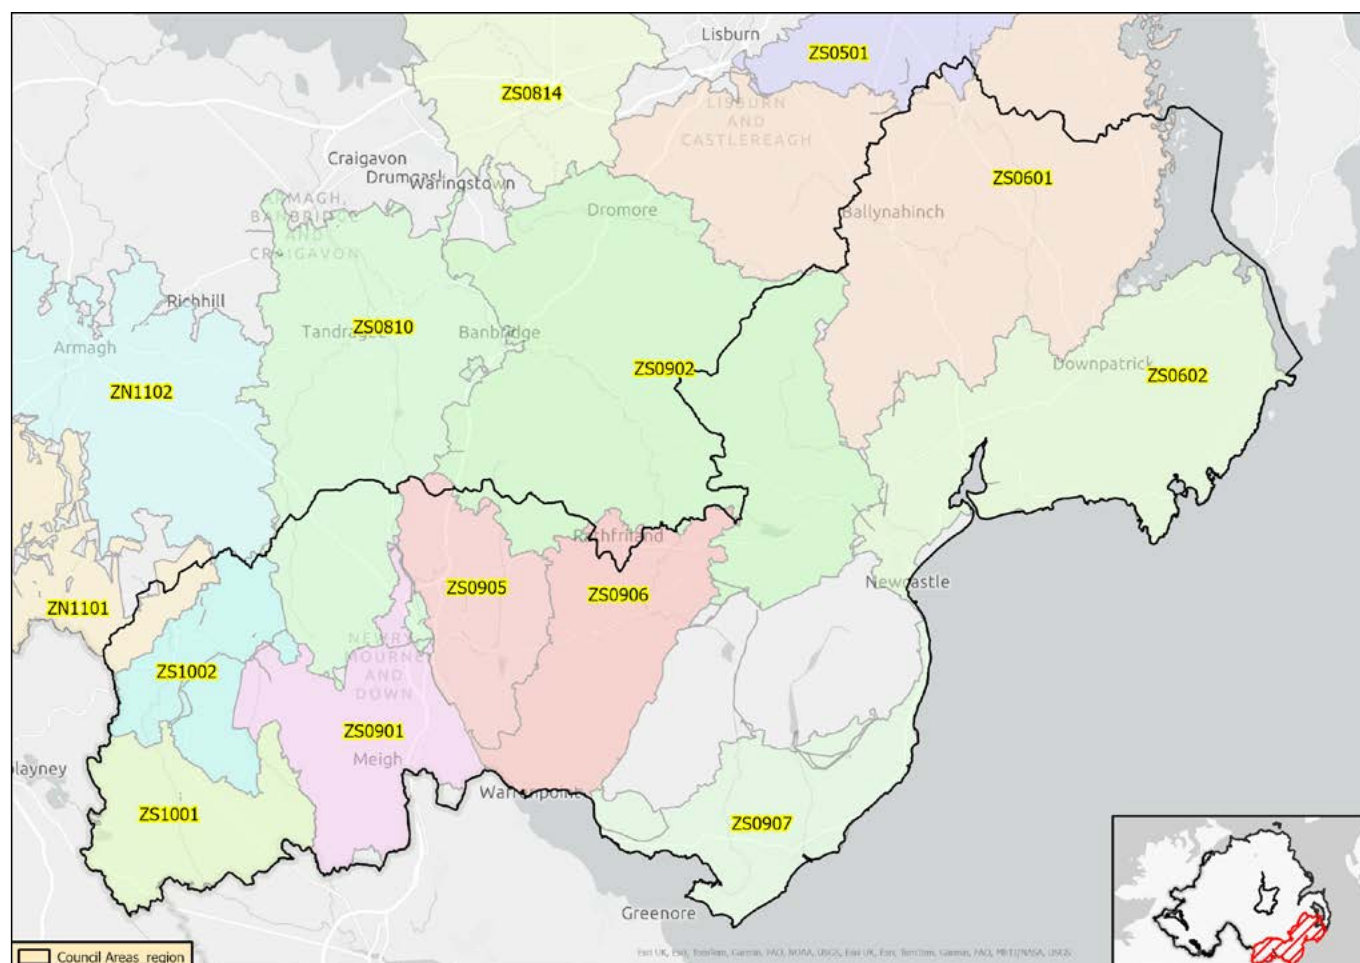 Lisburn
ZS0501
ZS0814
LISBURN
AND
CASTLEREAGH
Craigavon
Waringstown
ZS0601
ARMAGH,
BANBRIDGE
AND
CRAIGAVON
Dromore
Ballynahinch
Richhill
Tandragee
ZS0810
Banbridge
Armagh
ZS0902
Downpatrick
ZS0602
ZN1102
Rathfriland
Newcastle
ZS0905
ZS0906
ZN1101
NEWRY,
MOURNE
AND
DOWN
ZS1002
ZS0901
Meigh
Warrenpoint
ZS1001
ZS0907
Greenore
Council Areas_region